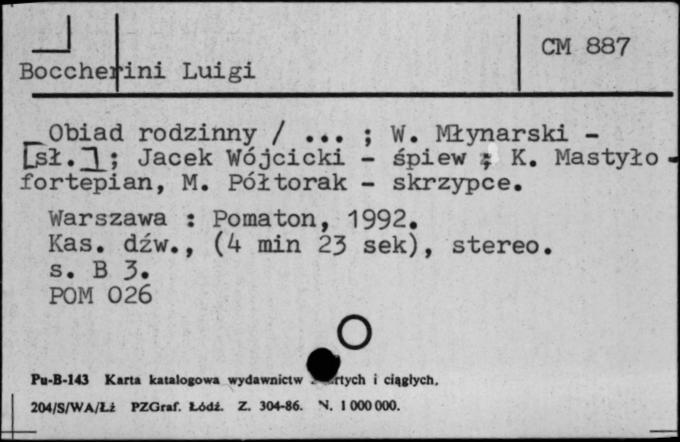 CM 887
Boccherini Luigi
Obiad rodzinny / ... ; W. Młynarski -
[sł.]; Jacek Wójcicki - śpiew ; K. Mastyło -
fortepian, M. Półtorak - skrzypce.
Warszawa : Pomaton, 1992.
Kas. dźw., (4 min 23 sek), stereo.
s. B 3.
POM 026
Pu-B-143 Karta katalogowa wydawnictw i ciągłych.
204/S/WA/Łż PZGraf. Łódź. Z. 304-86. N. 1 000 000.